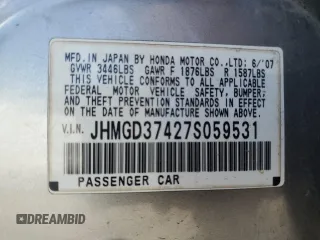 MFD. IN JAPAN BY HONDA MOTOR CO., LTD: 6/'07
GVWR 3446LBS GAWR F 1876LBS R 1587LBS
THIS VEHICLE CONFORMS TO ALL APPLICABLE
FEDERAL MOTOR VEHICLE SAFETY, BUMPER,
AND THEFT PREVENTION STANDARDS IN EFFECT
ON THE DATE OF MANUFACTURE
SHOWN ABOVE.
V.I.N. JHMGD37427S059531
PASSENGER CAR
DREAMBID